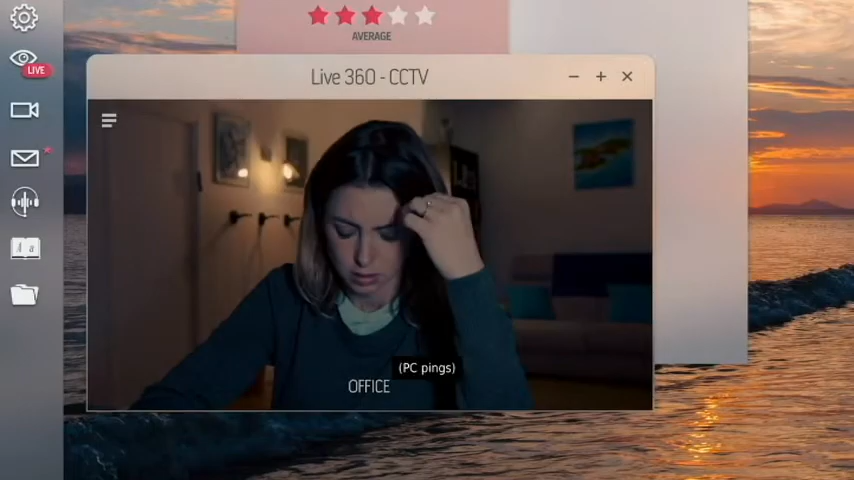 AVERAGE
LIVE
Live 360 - CCTV
A a
(PC pings)
OFFICE